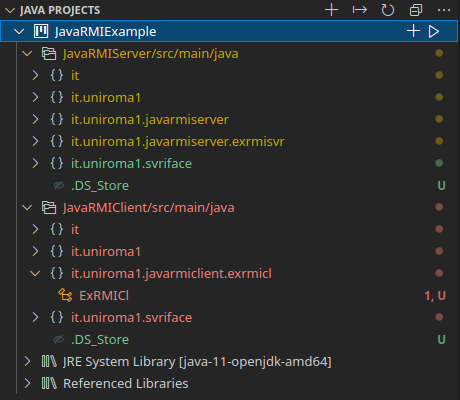 JAVA PROJECTS
JavaRMIExample
JavaRMIServer/src/main/java
it
it.uniroma1
it.uniroma1.javarmiserver
it.uniroma1.javarmiserver.exrmisvr
it.uniroma1.svriface
.DS_Store U
JavaRMIClient/src/main/java
it
it.uniroma1
it.uniroma1.javarmiclient.exrmicl
ExRMICl 1, U
it.uniroma1.svriface
.DS_Store U
JRE System Library [java-11-openjdk-amd64]
Referenced Libraries